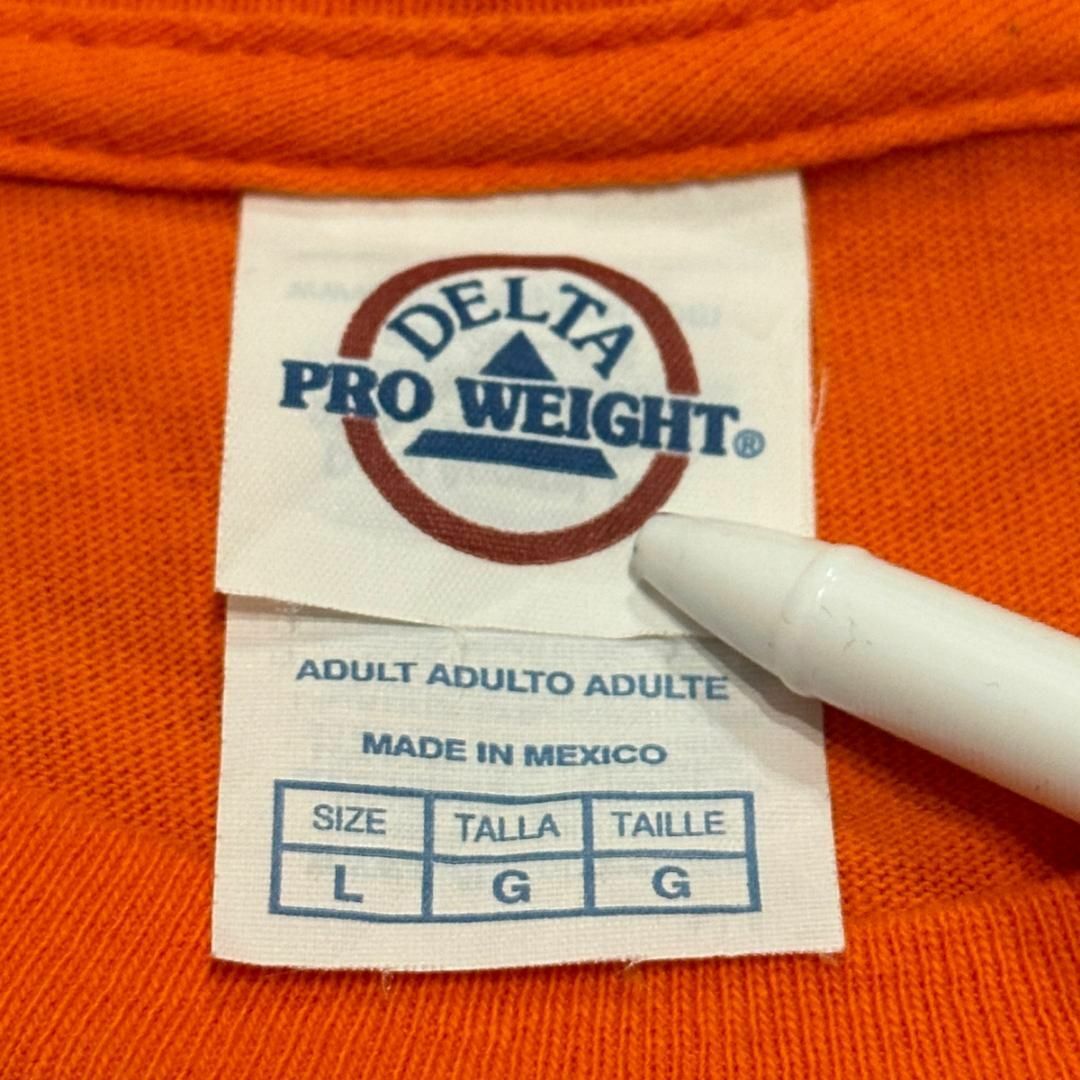 DELTA
PRO WEIGHT®
ADULT ADULTO ADULTE
MADE IN MEXICO
SIZE TALLA TAILLE
L G G